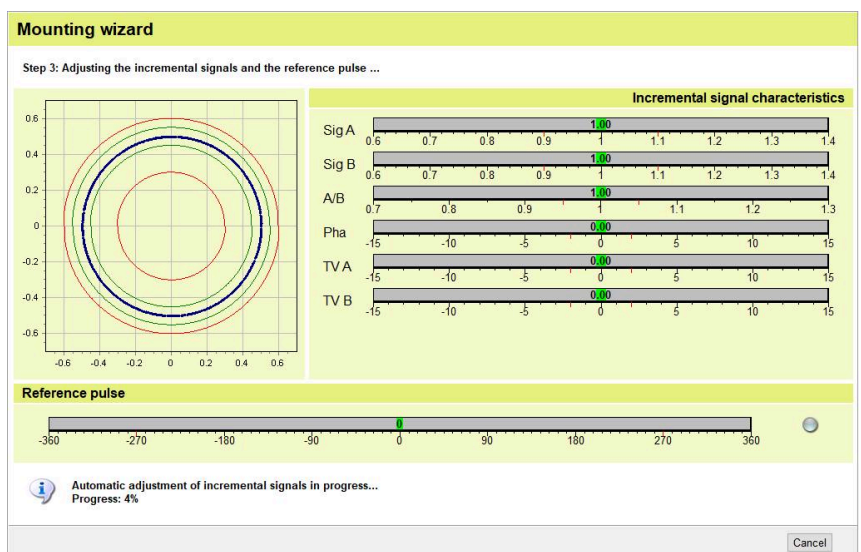 Mounting wizard
Step 3: Adjusting the incremental signals and the reference pulse ...
0.6
0.4
0.2
0
-0.2
-0.4
-0.6
-0.6 -0.4 -0.2 0 0.2 0.4 0.6
Incremental signal characteristics
Sig A 1.00
0.6 0.7 0.8 0.9 1 1.1 1.2 1.3 1.4
Sig B 1.00
0.6 0.7 0.8 0.9 1 1.1 1.2 1.3 1.4
A/B 1.00
0.7 0.8 0.9 1 1.1 1.2 1.3
Pha 0.00
-15 -10 -5 0 5 10 15
TV A 0.00
-15 -10 -5 0 5 10 15
TV B 0.00
-15 -10 -5 0 5 10 15
Reference pulse
0
-360 -270 -180 -90 0 90 180 270 360
Automatic adjustment of incremental signals in progress...
Progress: 4%
Cancel